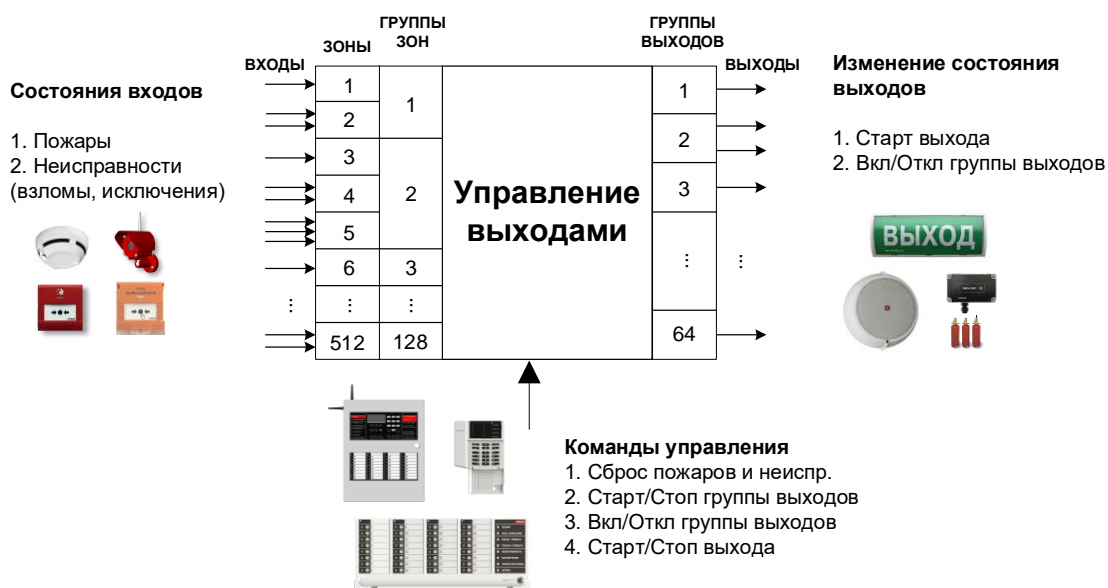 ГРУППЫ
ЗОН
ЗОНЫ
ВХОДЫ
ГРУППЫ
ВЫХОДОВ
ВЫХОДЫ
Состояния входов
1. Пожары
2. Неисправности
(взломы, исключения)
1
2
3
4
5
6
⋮
512
1
2
3
⋮
128
Управление
выходами
1
2
3
⋮
64
Изменение состояния
выходов
1. Старт выхода
2. Вкл/Откл группы выходов
ВЫХОД
Команды управления
1. Сброс пожаров и неиспр.
2. Старт/Стоп группы выходов
3. Вкл/Откл группы выходов
4. Старт/Стоп выхода